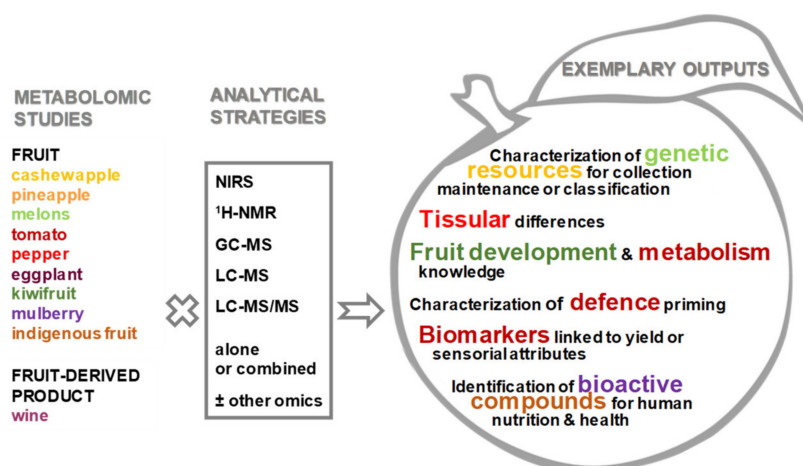 METABOLOMIC
STUDIES
FRUIT
cashewapple
pineapple
melons
tomato
pepper
eggplant
kiwifruit
mulberry
indigenous fruit
FRUIT-DERIVED
PRODUCT
wine
ANALYTICAL
STRATEGIES
NIRS
¹H-NMR
GC-MS
LC-MS
LC-MS/MS
alone
or combined
± other omics
EXEMPLARY OUTPUTS
Characterization of genetic
resources for collection
maintenance or classification
Tissular differences
Fruit development & metabolism
knowledge
Characterization of defence priming
Biomarkers linked to yield or
sensorial attributes
Identification of bioactive
compounds for human
nutrition & health